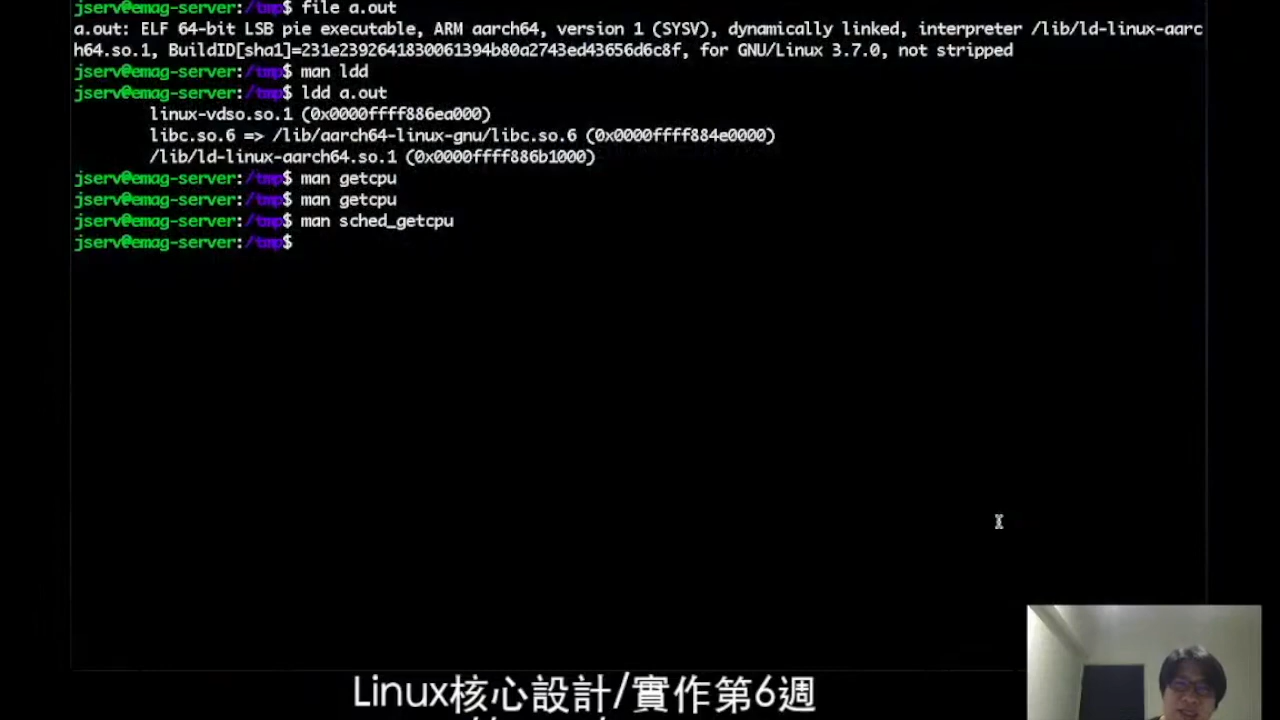 jserv@emag-server:/tmp$ file a.out
a.out: ELF 64-bit LSB pie executable, ARM aarch64, version 1 (SYSV), dynamically linked, interpreter /lib/ld-linux-aarc
h64.so.1, BuildID[sha1]=231e2392641830061394b80a2743ed43656d6c8f, for GNU/Linux 3.7.0, not stripped
jserv@emag-server:/tmp$ man ldd
jserv@emag-server:/tmp$ ldd a.out
linux-vdso.so.1 (0x0000ffff886ea000)
libc.so.6 => /lib/aarch64-linux-gnu/libc.so.6 (0x0000ffff884e0000)
/lib/ld-linux-aarch64.so.1 (0x0000ffff886b1000)
jserv@emag-server:/tmp$ man getcpu
jserv@emag-server:/tmp$ man getcpu
jserv@emag-server:/tmp$ man sched_getcpu
jserv@emag-server:/tmp$
Linux核心設計/實作第6週